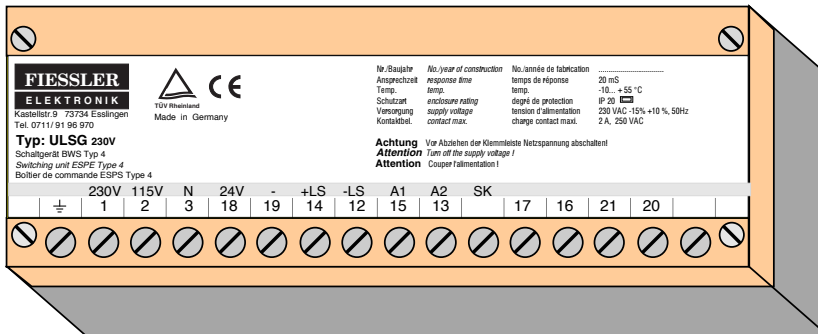 FIESSLER
ELEKTRONIK
Kastellstr.9 73734 Esslingen
Tel. 0711/ 91 96 970
TÜV Rheinland
CE
Made in Germany
Typ: ULSG 230V
Schaltgerät BWS Typ 4
Switching unit ESPE Type 4
Boîtier de commande ESPS Type 4
Nr./Baujahr No./year of construction No./année de fabrication ..............................
Ansprechzeit response time temps de réponse 20 mS
Temp. temp. temp. -10... + 55 °C
Schutzart enclosure rating degré de protection IP 20
Versorgung supply voltage tension d'alimentation 230 VAC -15% +10 %, 50Hz
Kontaktbel. contact max. charge contact maxi. 2 A, 250 VAC
Achtung Vor Abziehen der Klemmleiste Netzspannung abschalten!
Attention Turn off the supply voltage !
Attention Couper l'alimentation !
230V 115V N 24V - +LS -LS A1 A2 SK
1 2 3 18 19 14 12 15 13 17 16 21 20